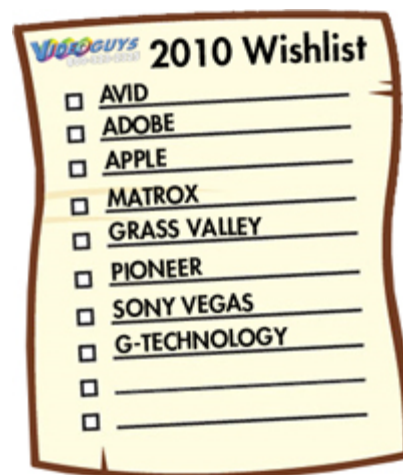 VIDEOGUYS 2010 Wishlist
AVID
ADOBE
APPLE
MATROX
GRASS VALLEY
PIONEER
SONY VEGAS
G-TECHNOLOGY